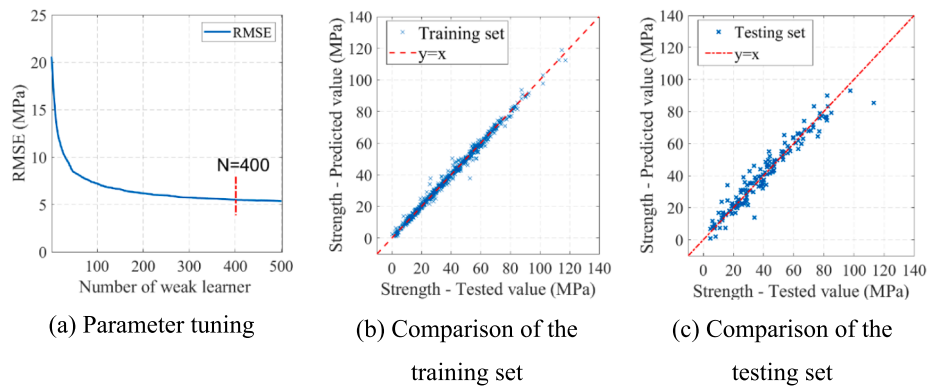 RMSE
25
20
15
10
5
0
RMSE (MPa)
N=400
100 200 300 400 500
Number of weak learner
(a) Parameter tuning
Training set
y=x
140
120
100
80
60
40
20
0
Strength - Predicted value (MPa)
0 20 40 60 80 100 120 140
Strength - Tested value (MPa)
(b) Comparison of the
training set
Testing set
y=x
140
120
100
80
60
40
20
0
Strength - Predicted value (MPa)
0 20 40 60 80 100 120 140
Strength - Tested value (MPa)
(c) Comparison of the
testing set